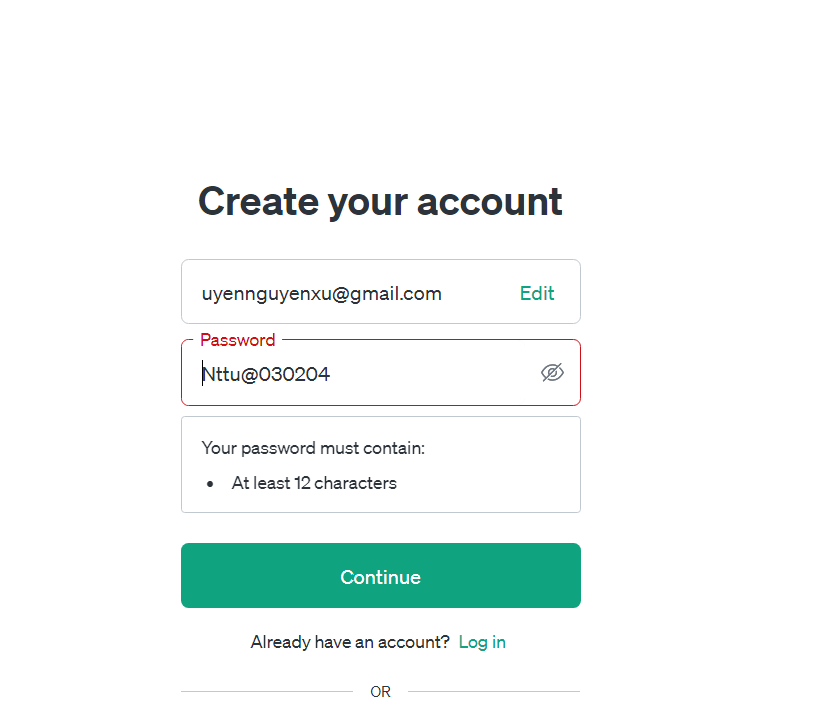 Create your account
uyennguyenxu@gmail.com Edit
Password
Nttu@030204
Your password must contain:
• At least 12 characters
Continue
Already have an account? Log in
OR